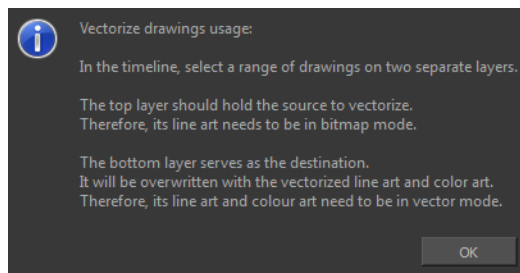 Vectorize drawings usage:
In the timeline, select a range of drawings on two separate layers.
The top layer should hold the source to vectorize.
Therefore, its line art needs to be in bitmap mode.
The bottom layer serves as the destination.
It will be overwritten with the vectorized line art and color art.
Therefore, its line art and colour art need to be in vector mode.
OK